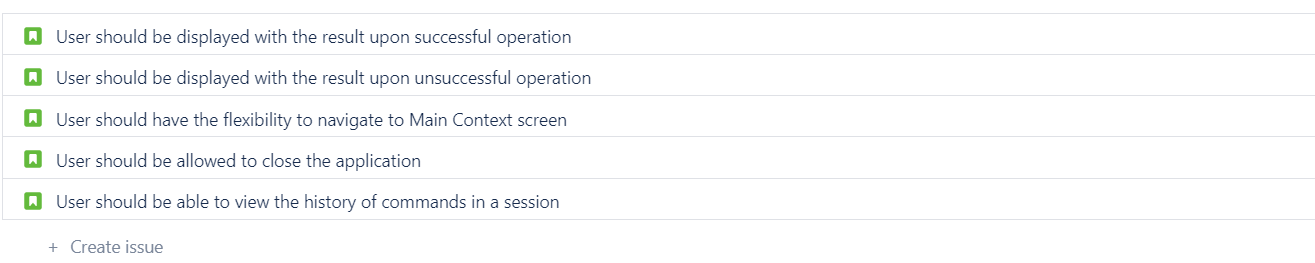 User should be displayed with the result upon successful operation
User should be displayed with the result upon unsuccessful operation
User should have the flexibility to navigate to Main Context screen
User should be allowed to close the application
User should be able to view the history of commands in a session
+ Create issue